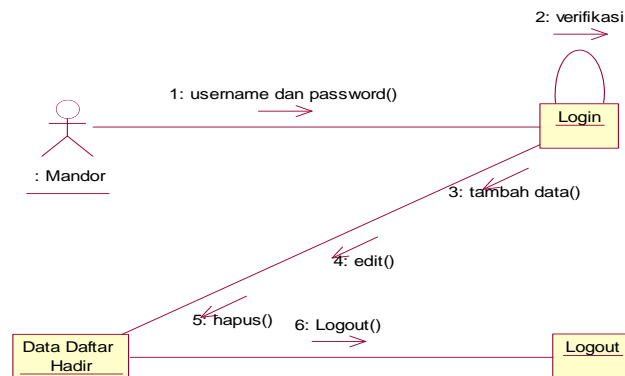 2: verifikasi
1: username dan password()
Login
: Mandor
3: tambah data()
4: edit()
5: hapus()
6: Logout()
Data Daftar
Hadir
Logout